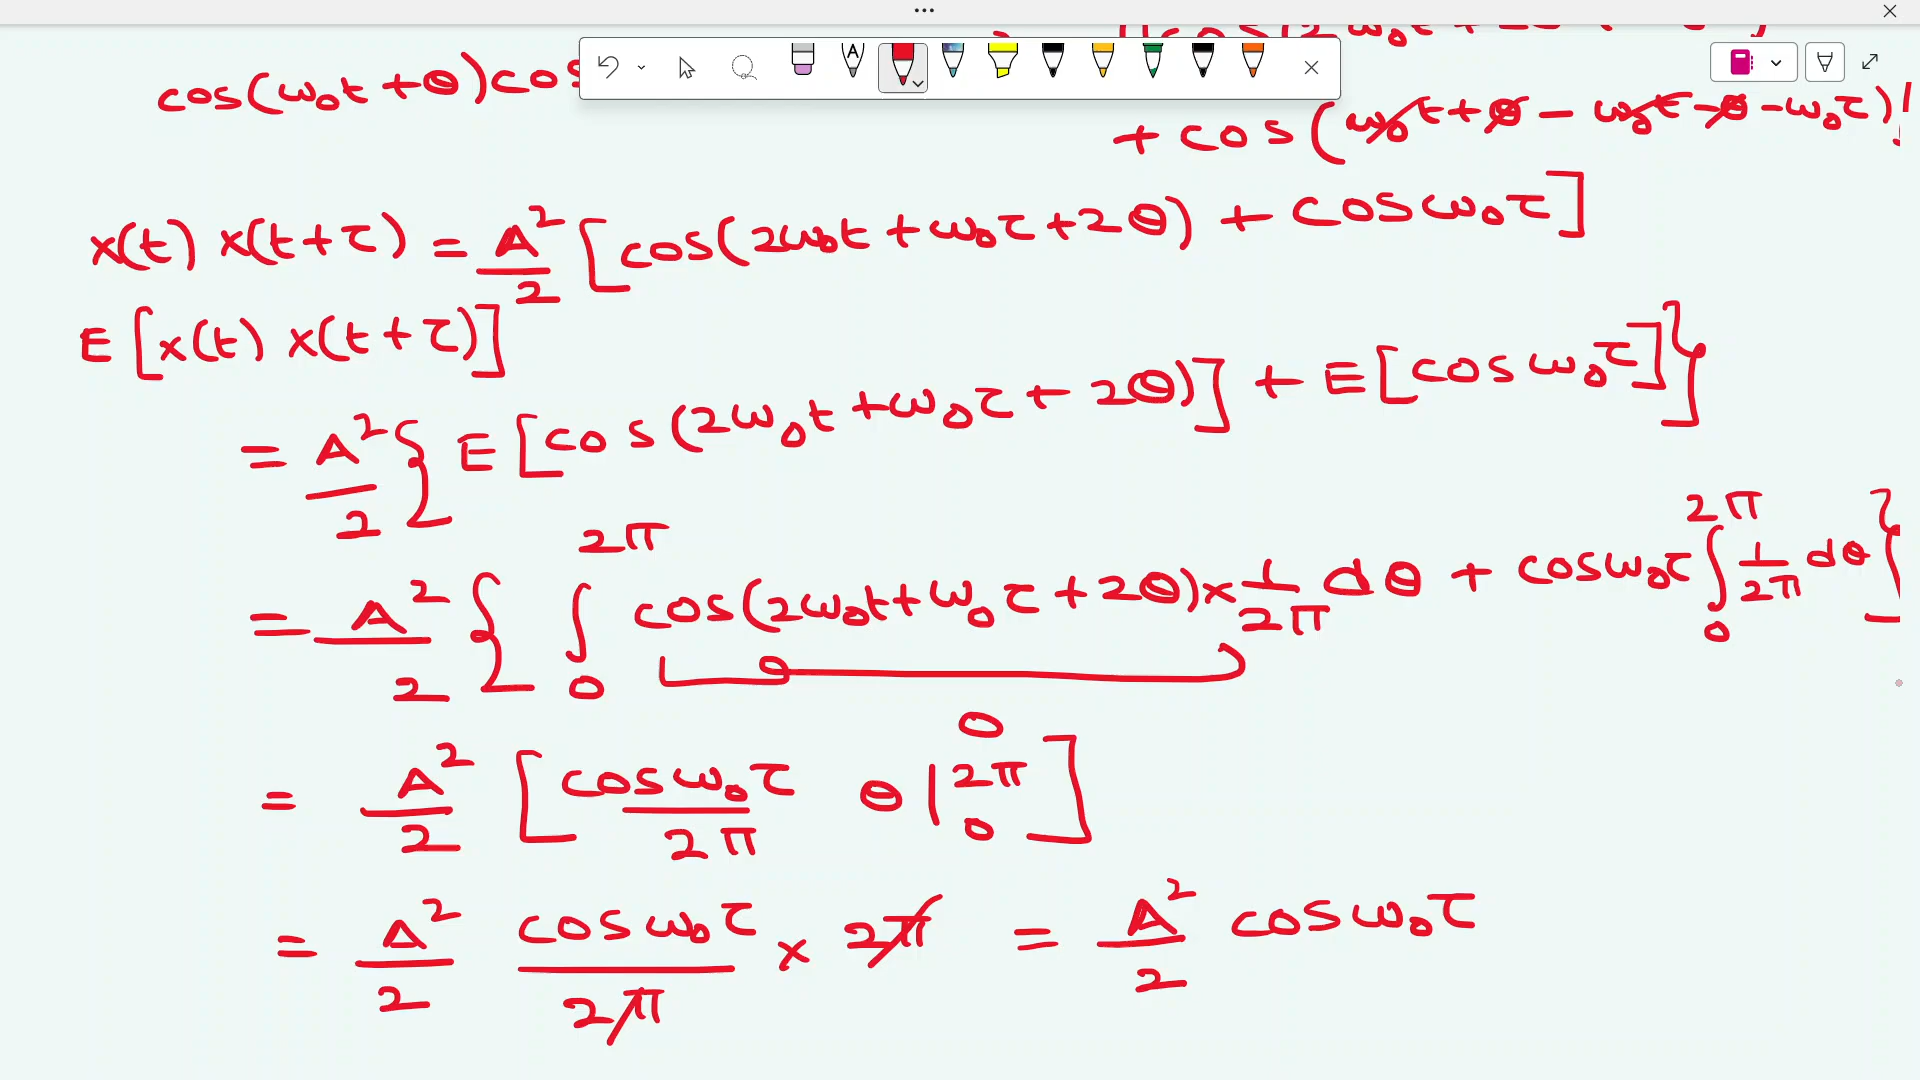 cos(ω₀t + θ) cos
+ cos(ω₀t + θ − ω₀t − θ − ω₀τ)
x(t) x(t+τ) = A²/2 [cos(2ω₀t + ω₀τ + 2θ) + cos ω₀τ]
E[x(t) x(t+τ)]
= A²/2 { E[cos(2ω₀t + ω₀τ + 2θ)] + E[cos ω₀τ] }
= A²/2 { ∫₀^2π cos(2ω₀t + ω₀τ + 2θ) × 1/2π dθ + cos ω₀τ ∫₀^2π 1/2π dθ }
0
= A²/2 [ cos ω₀τ/2π θ|₀^2π ]
= A²/2 cos ω₀τ/2π × 2π = A²/2 cos ω₀τ